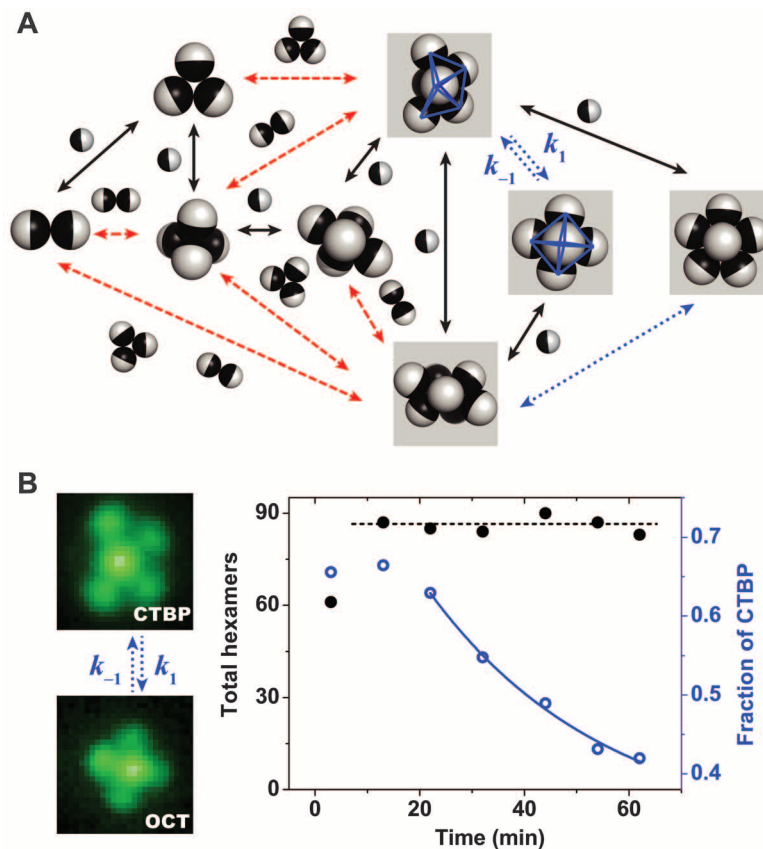 A
k₋₁
k₁
B
CTBP
k₋₁
k₁
OCT
Total hexamers
90
60
30
0
0
20
40
60
Time (min)
0.7
0.6
0.5
0.4
Fraction of CTBP